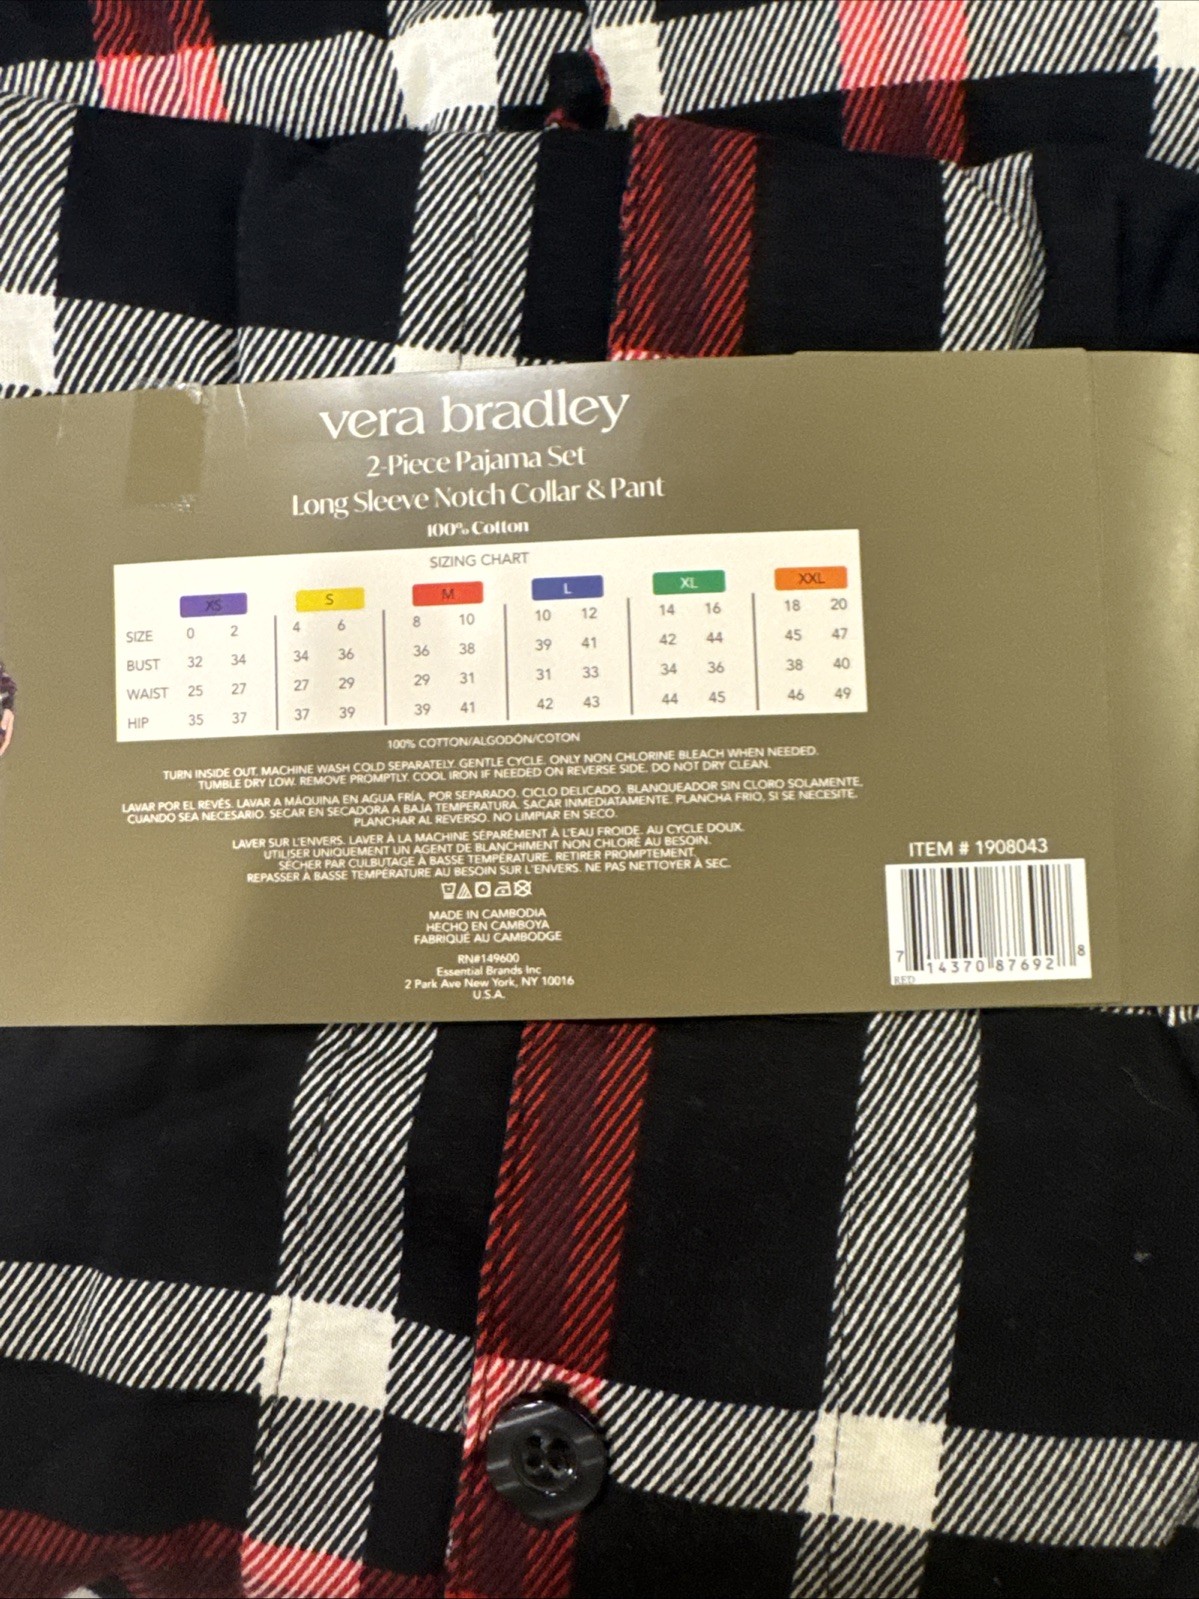 vera bradley
2-Piece Pajama Set
Long Sleeve Notch Collar & Pant
100% Cotton
SIZING CHART
XS S M L XL XXL
SIZE 0 2 4 6 8 10 10 12 14 16 18 20
BUST 32 34 34 36 36 38 39 41 42 44 45 47
WAIST 25 27 27 29 29 31 31 33 34 36 38 40
HIP 35 37 37 39 39 41 42 43 44 45 46 49
100% COTTON/ALGODÓN/COTON
TURN INSIDE OUT. MACHINE WASH COLD SEPARATELY. GENTLE CYCLE. ONLY NON CHLORINE BLEACH WHEN NEEDED.
TUMBLE DRY LOW. REMOVE PROMPTLY. COOL IRON IF NEEDED ON REVERSE SIDE. DO NOT DRY CLEAN.
LAVAR POR EL REVÉS. LAVAR A MÁQUINA EN AGUA FRÍA, POR SEPARADO. CICLO DELICADO. BLANQUEADOR SIN CLORO SOLAMENTE,
CUANDO SEA NECESARIO. SECAR EN SECADORA A BAJA TEMPERATURA. SACAR INMEDIATAMENTE. PLANCHA FRIO, SI SE NECESITE.
PLANCHAR AL REVERSO. NO LIMPIAR EN SECO.
LAVER SUR L'ENVERS. LAVER À LA MACHINE SÉPARÉMENT À L'EAU FROIDE. AU CYCLE DOUX.
UTILISER UNIQUEMENT UN AGENT DE BLANCHIMENT NON CHLORÉ AU BESOIN.
SÉCHER PAR CULBUTAGE À BASSE TEMPÉRATURE. RETIRER PROMPTEMENT.
REPASSER À BASSE TEMPÉRATURE AU BESOIN SUR L'ENVERS. NE PAS NETTOYER À SEC.
MADE IN CAMBODIA
HECHO EN CAMBOYA
FABRIQUÉ AU CAMBODGE
RN#149600
Essential Brands Inc
2 Park Ave New York, NY 10016
U.S.A.
ITEM # 1908043
7 14370 87692 8
RED